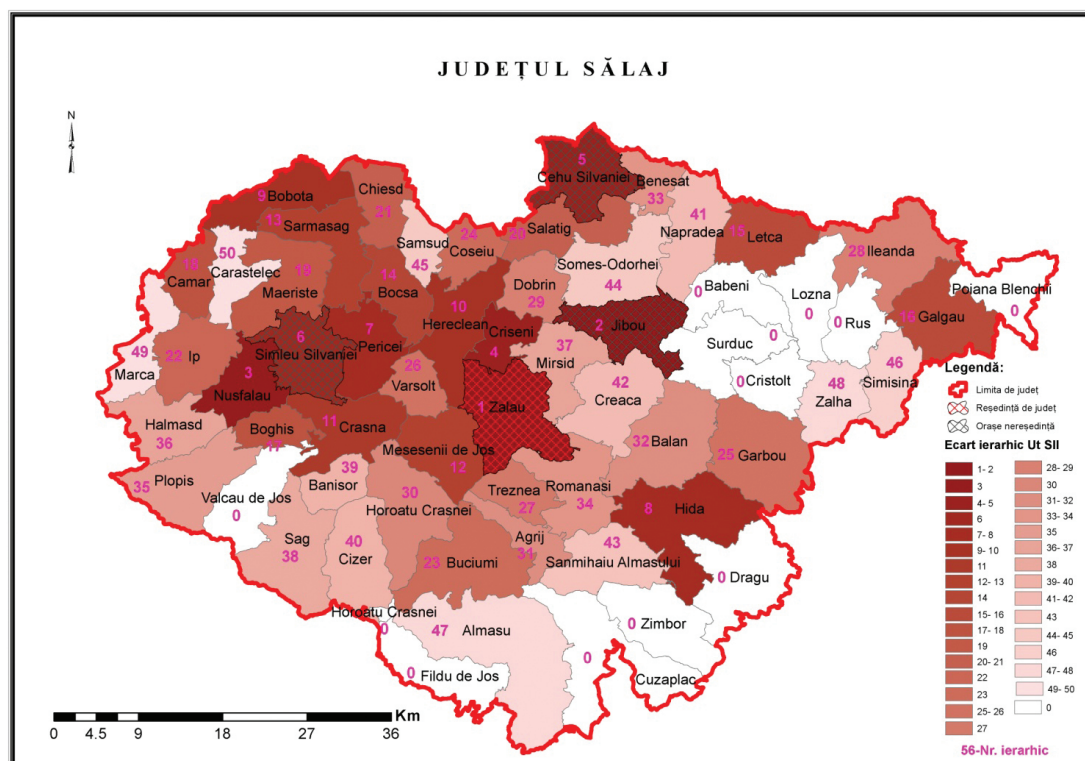 JUDEȚUL SĂLAJ
N
5
Cehu Silvaniei
9
Bobota
Chiesd
21
Benesat
33
13
Sarmasag
Samsud
45
24
Coseiu
20
Salatig
41
Napradea
15
Letca
28
Ileanda
50
Carastelec
18
Camar
19
Maeriste
14
Bocsa
Somes-Odorhei
44
Dobrin
29
0
Babeni
Lozna
0
0
Rus
Poiana Blenchii
0
16
Galgau
10
Hereclean
7
Pericei
6
Simleu Silvaniei
Criseni
4
2
Jibou
0
Surduc
37
Mirsid
49
Marca
22
Ip
3
Nusfalau
26
Varsolt
42
Creaca
0
Cristolt
48
Zalha
46
Simisina
1
Zalau
Halmasd
36
Boghis
17
11
Crasna
Mesesenii de Jos
12
32
Balan
25
Garbou
35
Plopis
Valcau de Jos
0
39
Banisor
30
Horoatu Crasnei
Treznea
27
Romanasi
34
8
Hida
Sag
38
40
Cizer
23
Buciumi
Agrij
31
43
Sanmihaiu Almasului
0
Dragu
Horoatu Crasnei
0
47
Almasu
0
Zimbor
0
Fildu de Jos
0
Cuzaplac
Km
0
4.5
9
18
27
36
Legendă:
Limita de județ
Reședință de județ
Orașe nereședință
Ecart ierarhic Ut SII
1- 2
3
4- 5
6
7- 8
9- 10
11
12- 13
14
15- 16
17- 18
19
20- 21
22
23
25- 26
27
28- 29
30
31- 32
33- 34
35
36- 37
38
39- 40
41- 42
43
44- 45
46
47- 48
49- 50
0
56-Nr. ierarhic